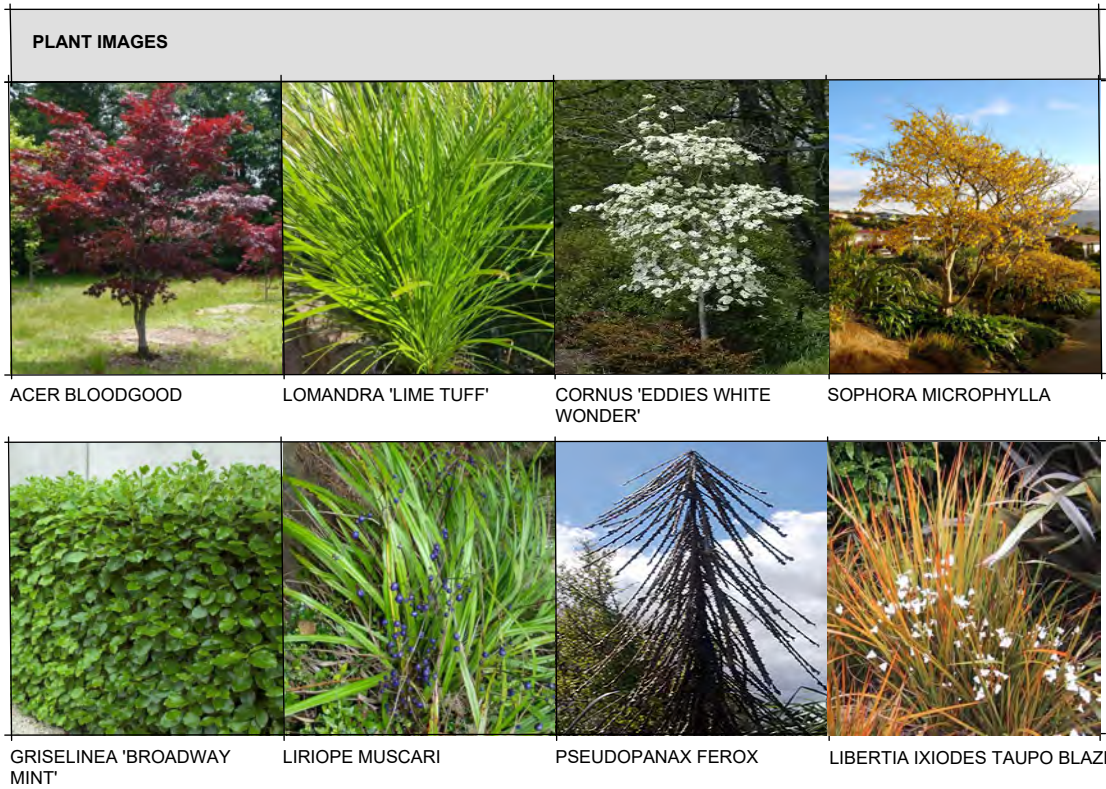 PLANT IMAGES
ACER BLOODGOOD
LOMANDRA 'LIME TUFF'
CORNUS 'EDDIES WHITE
WONDER'
SOPHORA MICROPHYLLA
GRISELINEA 'BROADWAY
MINT'
LIRIOPE MUSCARI
PSEUDOPANAX FEROX
LIBERTIA IXIODES TAUPO